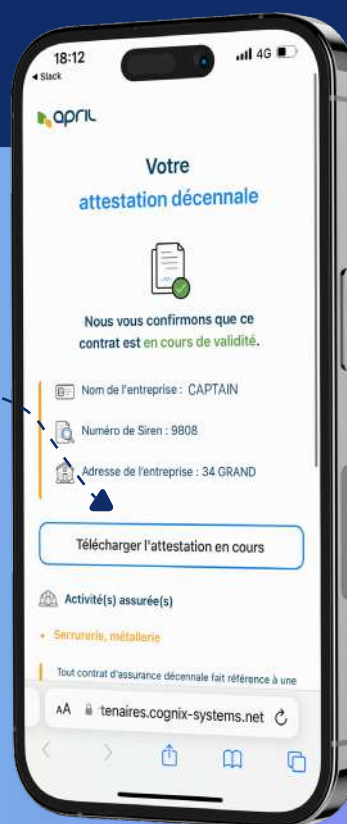 18:12
4G
◄ Slack
april
Votre
attestation décennale
Nous vous confirmons que ce
contrat est en cours de validité.
Nom de l'entreprise : CAPTAIN
Numéro de Siren : 9808
Adresse de l'entreprise : 34 GRAND
Télécharger l'attestation en cours
Activité(s) assurée(s)
• Serrurerie, métallerie
Tout contrat d'assurance décennale fait référence à une
AA tenaires.cognix-systems.net